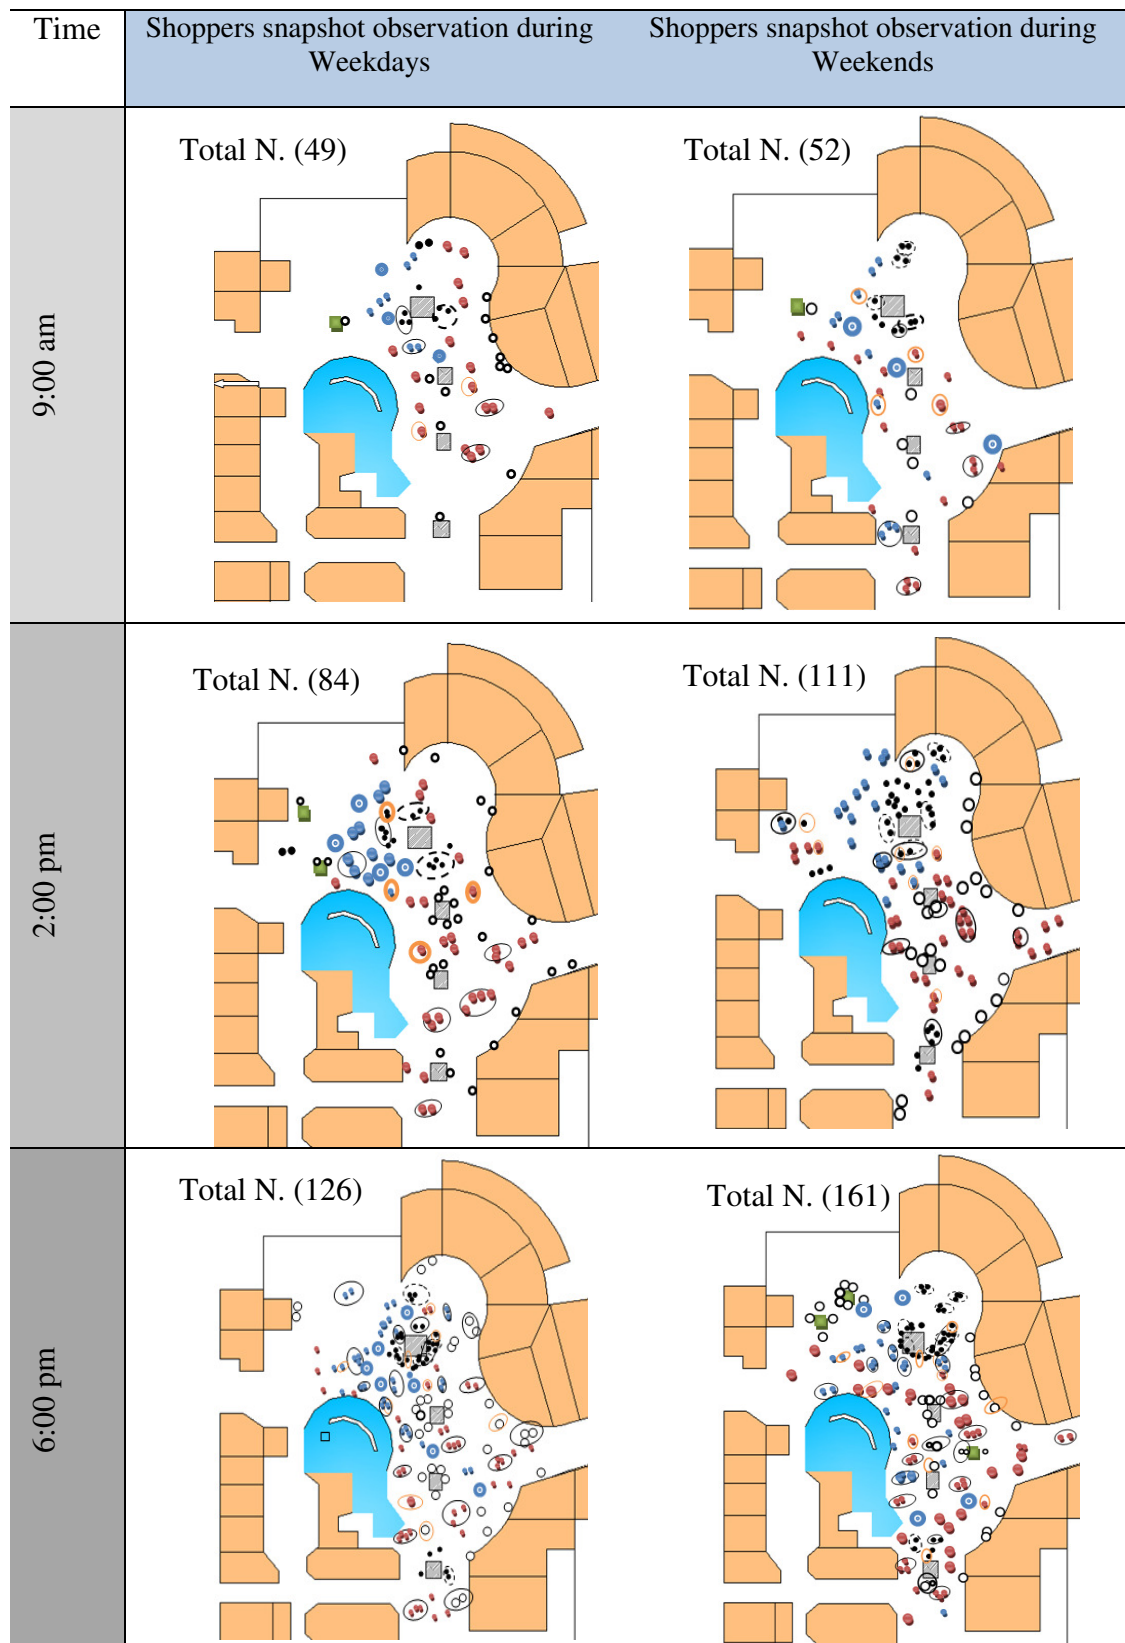 Time
Shoppers snapshot observation during
Weekdays
Shoppers snapshot observation during
Weekends
9:00 am
Total N. (49)
Total N. (52)
2:00 pm
Total N. (84)
Total N. (111)
6:00 pm
Total N. (126)
Total N. (161)